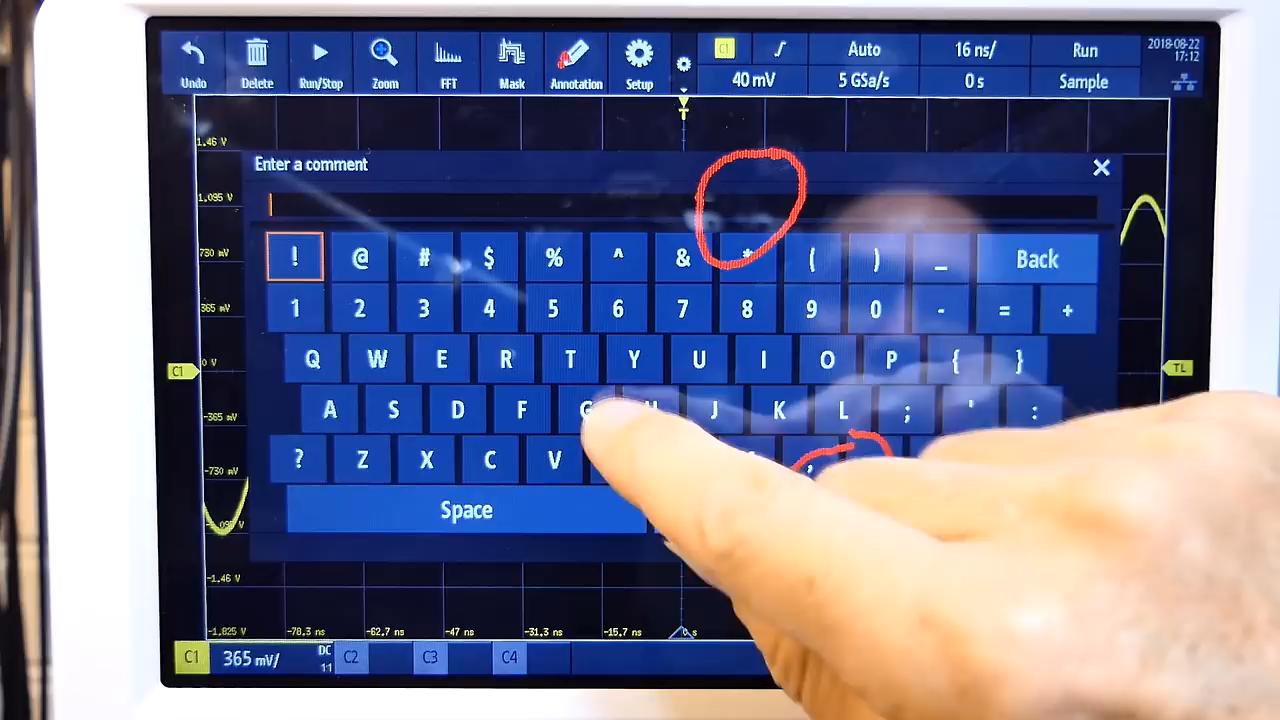 Undo Delete Run/Stop Zoom FFT Mask Annotation Setup
C1 Auto 16 ns/ Run 2018-08-22
17:12
40 mV 5 GSa/s 0 s Sample
T
1.46 V
Enter a comment
1.095 V
! @ # $ % ^ & * ( ) _ Back
730 mV
1 2 3 4 5 6 7 8 9 0 - = +
365 mV
Q W E R T Y U I O P { }
0 V
C1 TL
A S D F G H J K L ; ' :
-365 mV
? Z X C V ,
-730 mV
Space
-1.46 V
-1.825 V -78.3 ns -62.7 ns -47 ns -31.3 ns -15.7 ns 0 s
C1 365 mV/ DC
1:1
C2 C3 C4